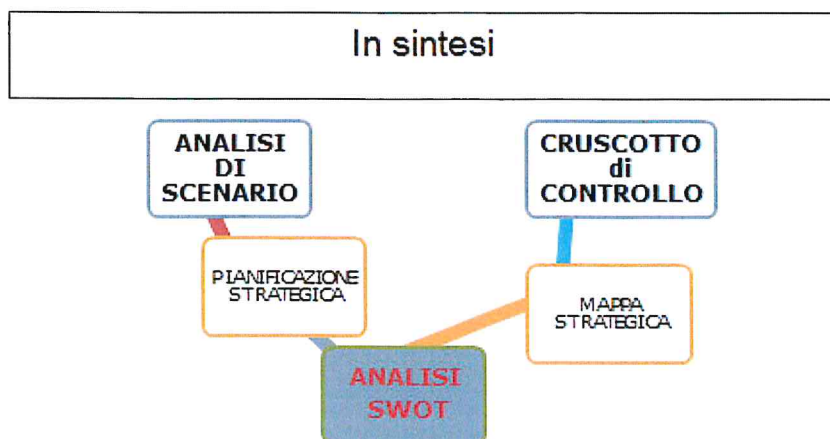 In sintesi
ANALISI
DI
SCENARIO
CRUSCOTTO
di
CONTROLLO
PIANIFICAZIONE
STRATEGICA
MAPPA
STRATEGICA
ANALISI
SWOT